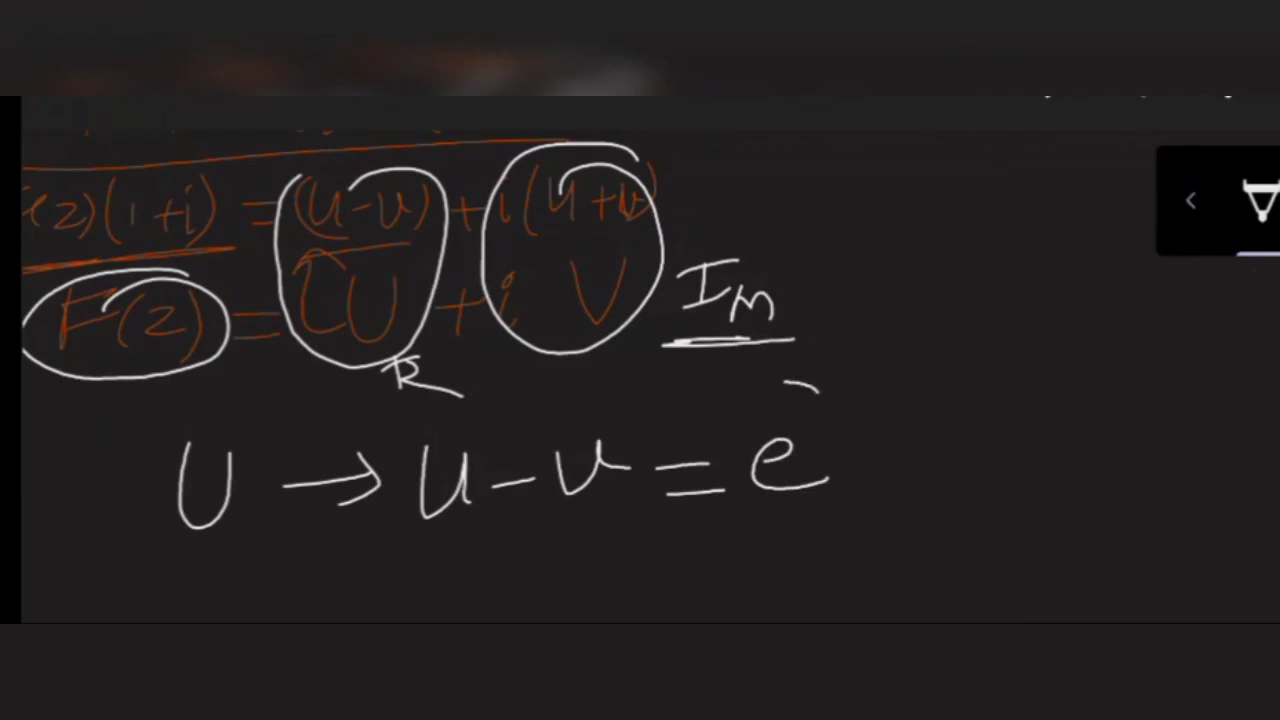 (z)(1+i) = (u-v) + i(u+v)
F(z) = U + i V
Im
R
U → u-v = e